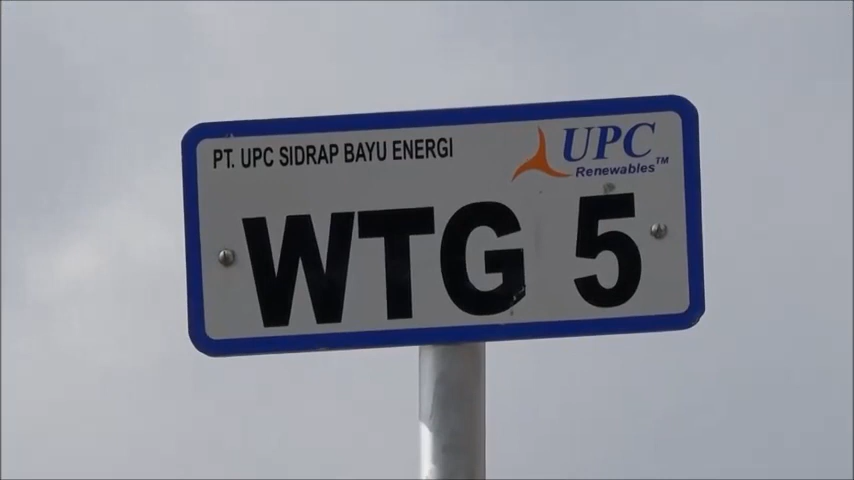 PT. UPC SIDRAP BAYU ENERGI
UPC
Renewables™
WTG 5